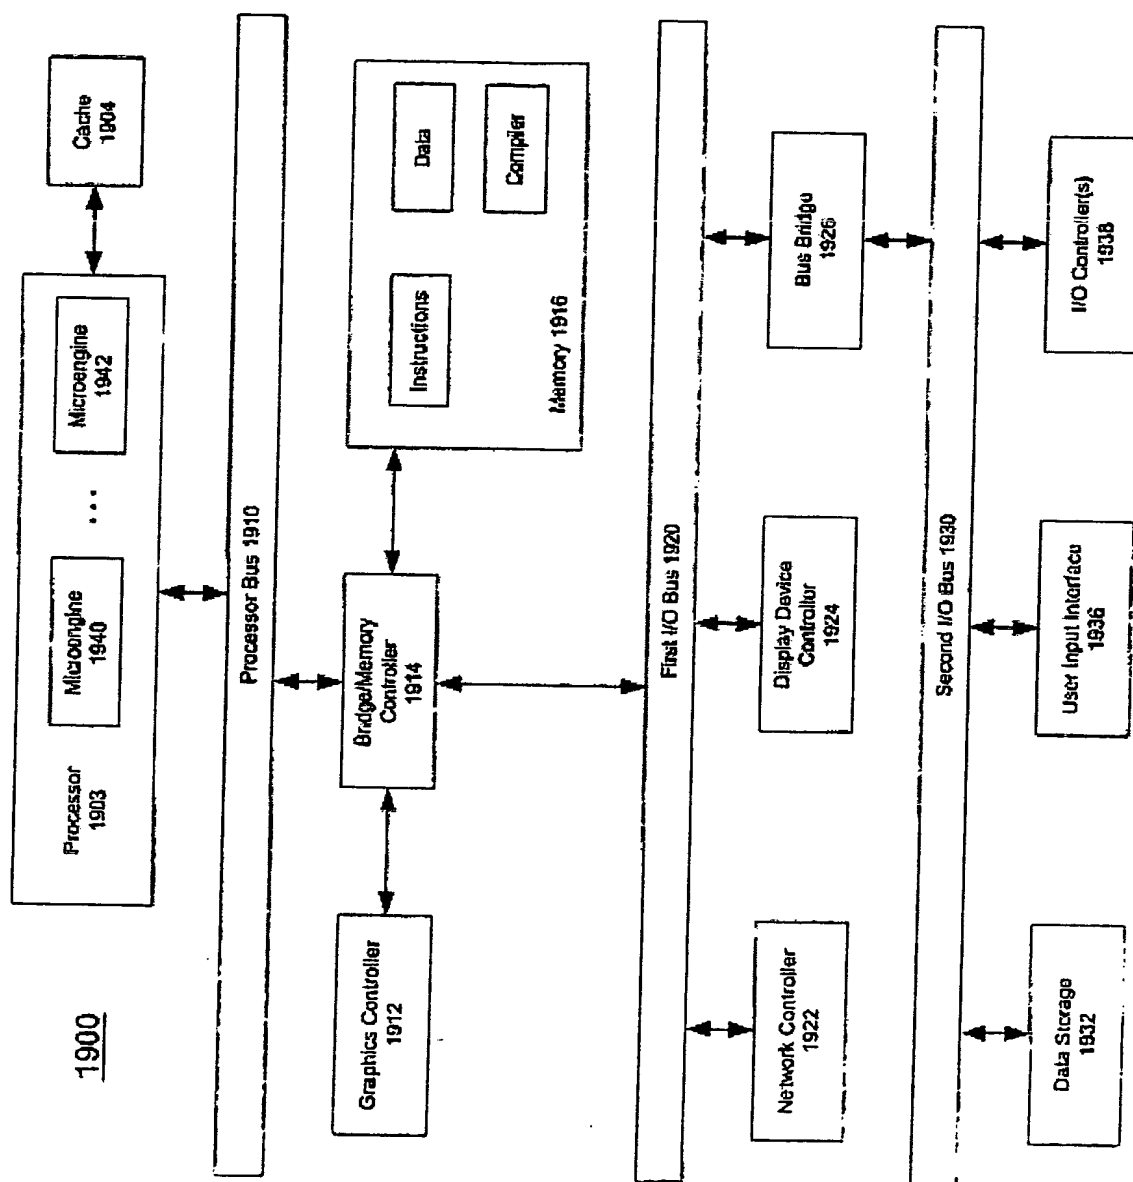 1900
Processor
1903
Microengine
1940
...
Microengine
1942
Cache
1904
Processor Bus 1910
Graphics Controller
1912
Bridge/Memory
Controller
1914
Instructions
Data
Compiler
Memory 1916
First I/O Bus 1920
Network Controller
1922
Display Device
Controller
1924
Bus Bridge
1926
Second I/O Bus 1930
Data Storage
1932
User Input Interface
1936
I/O Controller(s)
1938